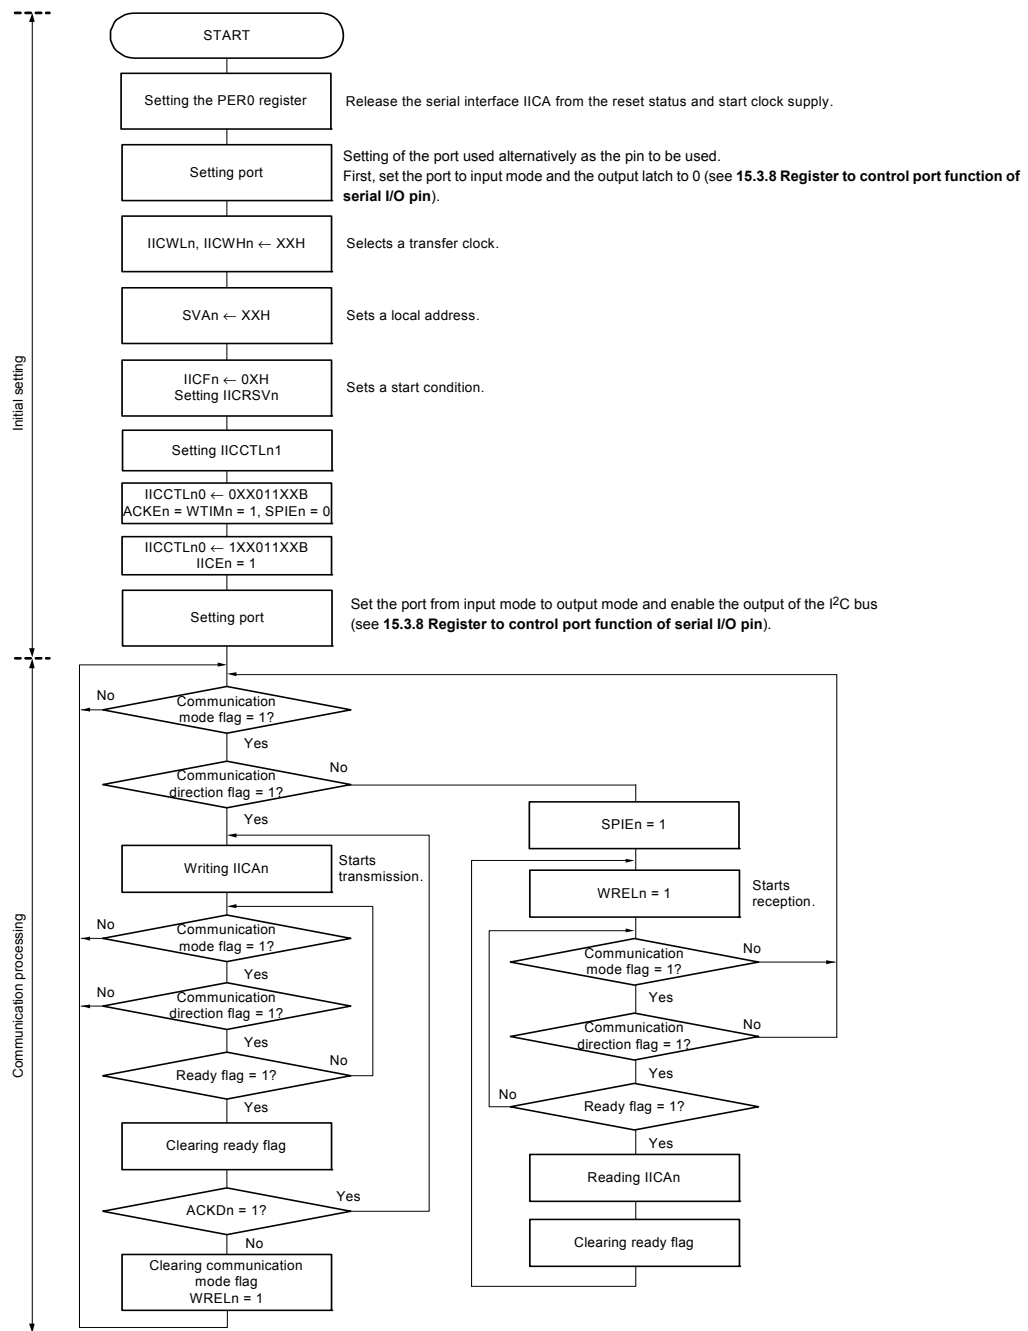 START
Setting the PER0 register
Release the serial interface IICA from the reset status and start clock supply.
Setting port
Setting of the port used alternatively as the pin to be used.
First, set the port to input mode and the output latch to 0 (see 15.3.8 Register to control port function of
serial I/O pin).
IICWLn, IICWHn ← XXH
Selects a transfer clock.
SVAn ← XXH
Sets a local address.
IICFn ← 0XH
Setting IICRSVn
Sets a start condition.
Initial setting
Setting IICCTLn1
IICCTLn0 ← 0XX011XXB
ACKEn = WTIMn = 1, SPIEn = 0
IICCTLn0 ← 1XX011XXB
IICEn = 1
Setting port
Set the port from input mode to output mode and enable the output of the I2C bus
(see 15.3.8 Register to control port function of serial I/O pin).
No
Communication
mode flag = 1?
Yes
Communication
direction flag = 1?
No
Yes
Writing IICAn
Starts
transmission.
No
Communication
mode flag = 1?
Yes
No
Communication
direction flag = 1?
Yes
Ready flag = 1?
No
Yes
Clearing ready flag
ACKDn = 1?
Yes
No
Clearing communication
mode flag
WRELn = 1
SPIEn = 1
WRELn = 1
Starts
reception.
Communication
mode flag = 1?
No
Yes
Communication
direction flag = 1?
No
Yes
No
Ready flag = 1?
Yes
Reading IICAn
Clearing ready flag
Communication processing